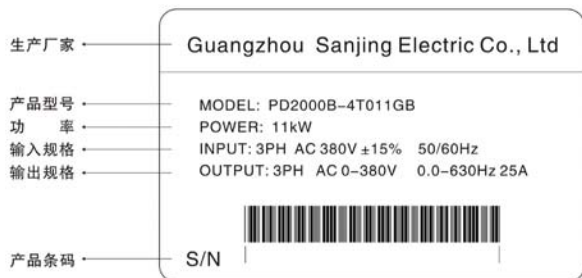 生产厂家 Guangzhou Sanjing Electric Co., Ltd
产品型号 MODEL: PD2000B-4T011GB
功 率 POWER: 11kW
输入规格 INPUT: 3PH AC 380V ±15% 50/60Hz
输出规格 OUTPUT: 3PH AC 0-380V 0.0-630Hz 25A
产品条码 S/N